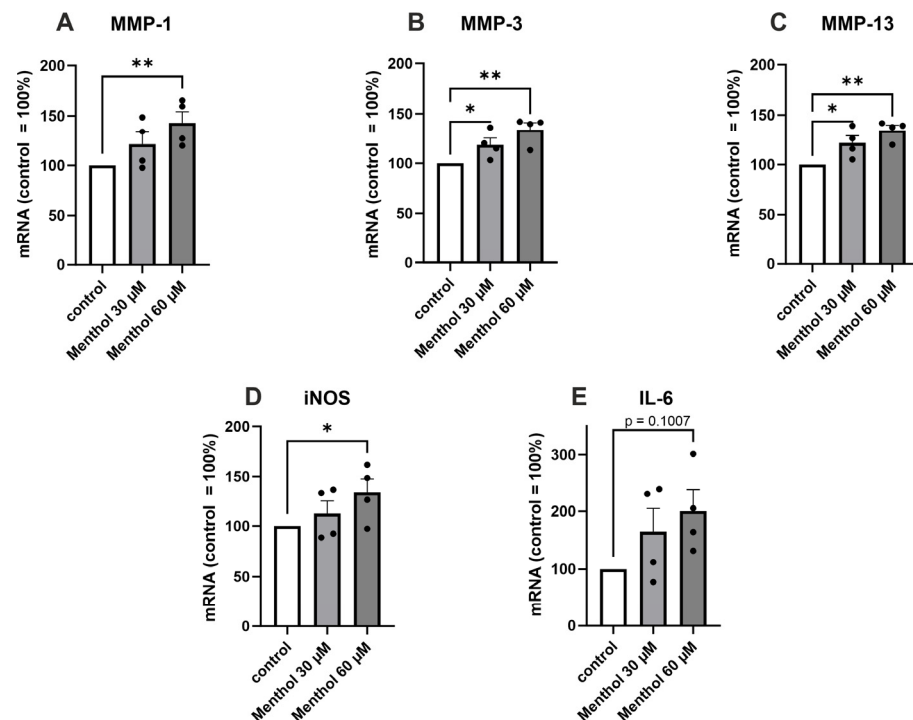 A MMP-1
mRNA (control = 100%)
200
150
100
50
0
**
control
Menthol 30 µM
Menthol 60 µM
B MMP-3
mRNA (control = 100%)
200
150
100
50
0
**
*
control
Menthol 30 µM
Menthol 60 µM
C MMP-13
mRNA (control = 100%)
200
150
100
50
0
**
*
control
Menthol 30 µM
Menthol 60 µM
D iNOS
mRNA (control = 100%)
200
150
100
50
0
*
control
Menthol 30 µM
Menthol 60 µM
E IL-6
mRNA (control = 100%)
300
200
100
0
p = 0.1007
control
Menthol 30 µM
Menthol 60 µM